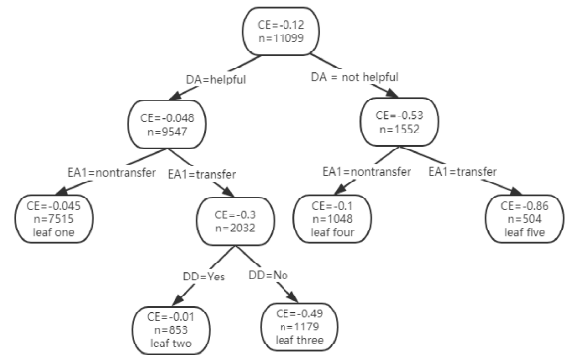 CE=-0.12
n=11099
DA=helpful
DA = not helpful
CE=-0.048
n=9547
CE=-0.53
n=1552
EA1=nontransfer
EA1=transfer
EA1=nontransfer
EA1=transfer
CE=-0.045
n=7515
leaf one
CE=-0.3
n=2032
CE=-0.1
n=1048
leaf four
CE=-0.86
n=504
leaf five
DD=Yes
DD=No
CE=-0.01
n=853
leaf two
CE=-0.49
n=1179
leaf three